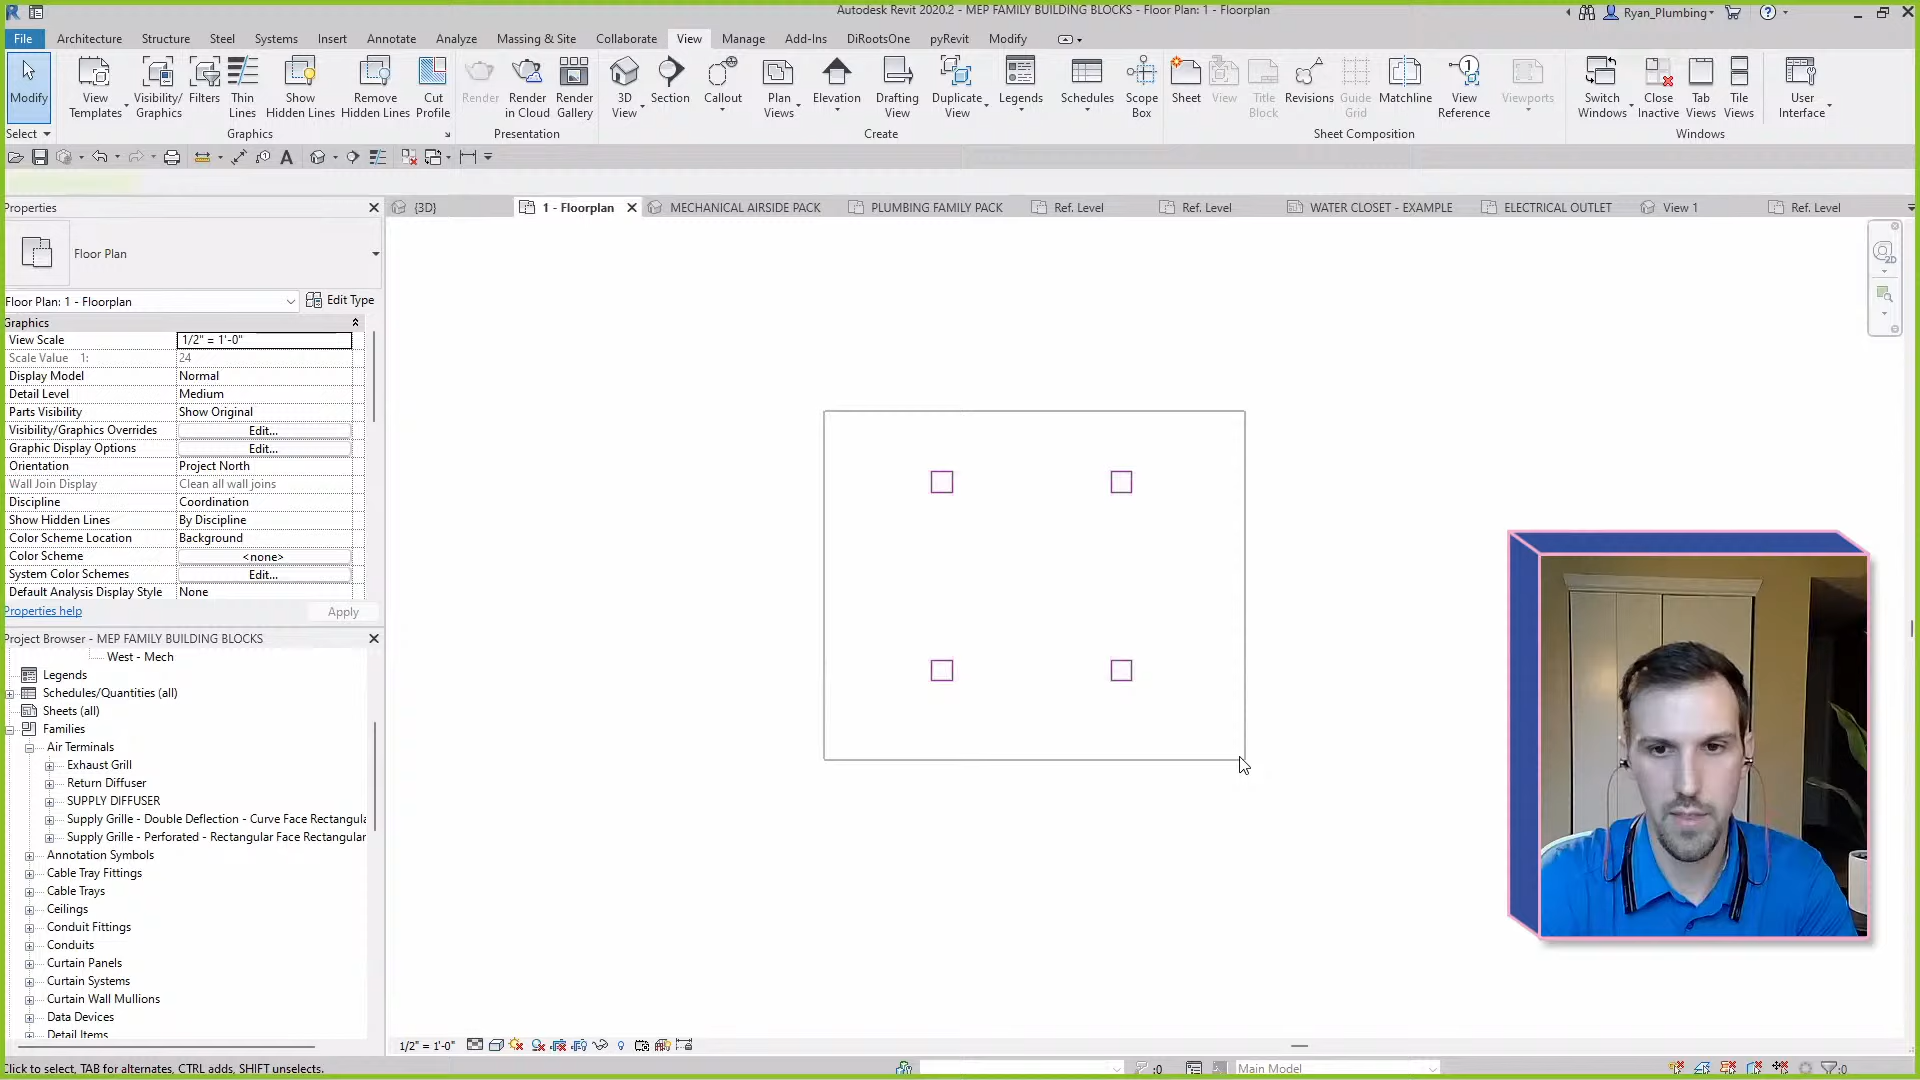 Autodesk Revit 2020.2 - MEP FAMILY BUILDING BLOCKS - Floor Plan: 1 - Floorplan
Ryan_Plumbing
File Architecture Structure Steel Systems Insert Annotate Analyze Massing & Site Collaborate View Manage Add-Ins DiRootsOne pyRevit Modify
Modify
View Templates
Visibility/ Graphics
Filters
Thin Lines
Show Hidden Lines
Remove Hidden Lines
Cut Profile
Render
Render in Cloud
Render Gallery
3D View
Section
Callout
Plan Views
Elevation
Drafting View
Duplicate View
Legends
Schedules
Scope Box
Sheet
View
Title Block
Revisions
Guide Grid
Matchline
View Reference
Viewports
Switch Windows
Close Inactive
Tab Views
Tile Views
User Interface
Select Graphics Presentation Create Sheet Composition Windows
Properties
{3D} 1 - Floorplan MECHANICAL AIRSIDE PACK PLUMBING FAMILY PACK Ref. Level Ref. Level WATER CLOSET - EXAMPLE ELECTRICAL OUTLET View 1 Ref. Level
Floor Plan
Floor Plan: 1 - Floorplan Edit Type
Graphics
View Scale 1/2" = 1'-0"
Scale Value 1: 24
Display Model Normal
Detail Level Medium
Parts Visibility Show Original
Visibility/Graphics Overrides Edit...
Graphic Display Options Edit...
Orientation Project North
Wall Join Display Clean all wall joins
Discipline Coordination
Show Hidden Lines By Discipline
Color Scheme Location Background
Color Scheme <none>
System Color Schemes Edit...
Default Analysis Display Style None
Properties help Apply
Project Browser - MEP FAMILY BUILDING BLOCKS
West - Mech
Legends
Schedules/Quantities (all)
Sheets (all)
Families
Air Terminals
Exhaust Grill
Return Diffuser
SUPPLY DIFFUSER
Supply Grille - Double Deflection - Curve Face Rectangula
Supply Grille - Perforated - Rectangular Face Rectangular
Annotation Symbols
Cable Tray Fittings
Cable Trays
Ceilings
Conduit Fittings
Conduits
Curtain Panels
Curtain Systems
Curtain Wall Mullions
Data Devices
Detail Items
1/2" = 1'-0"
Click to select, TAB for alternates, CTRL adds, SHIFT unselects.
:0
Main Model
:0
2D